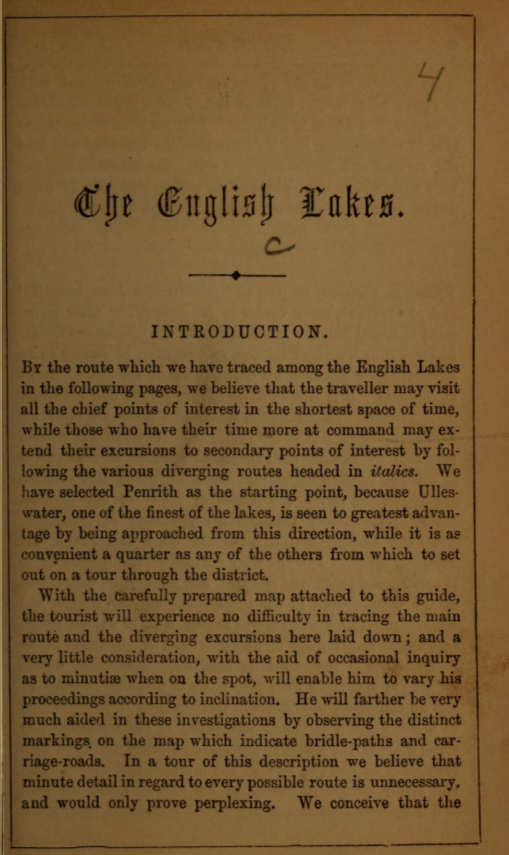 4
The English Lakes.
c
INTRODUCTION.
By the route which we have traced among the English Lakes
in the following pages, we believe that the traveller may visit
all the chief points of interest in the shortest space of time,
while those who have their time more at command may ex-
tend their excursions to secondary points of interest by fol-
lowing the various diverging routes headed in italics. We
have selected Penrith as the starting point, because Ulles-
water, one of the finest of the lakes, is seen to greatest advan-
tage by being approached from this direction, while it is as
convenient a quarter as any of the others from which to set
out on a tour through the district.
With the carefully prepared map attached to this guide,
the tourist will experience no difficulty in tracing the main
route and the diverging excursions here laid down; and a
very little consideration, with the aid of occasional inquiry
as to minutiæ when on the spot, will enable him to vary his
proceedings according to inclination. He will farther be very
much aided in these investigations by observing the distinct
markings on the map which indicate bridle-paths and car-
riage-roads. In a tour of this description we believe that
minute detail in regard to every possible route is unnecessary,
and would only prove perplexing. We conceive that the